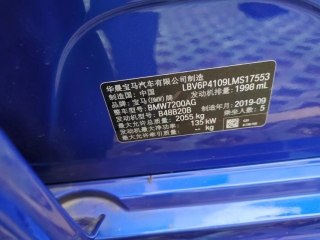 华晨宝马汽车有限公司制造
LBV6P4109LMS17553
制造国: 中国
发动机排量: 1998 mL
品牌: 宝马(BMW)牌
型号: BMW7200AG
制造年月: 2019-09
发动机型号: B48B20B
乘坐人数: 5
最大允许总质量: 2055 kg
发动机最大净功率: 135 kW
-/- kg